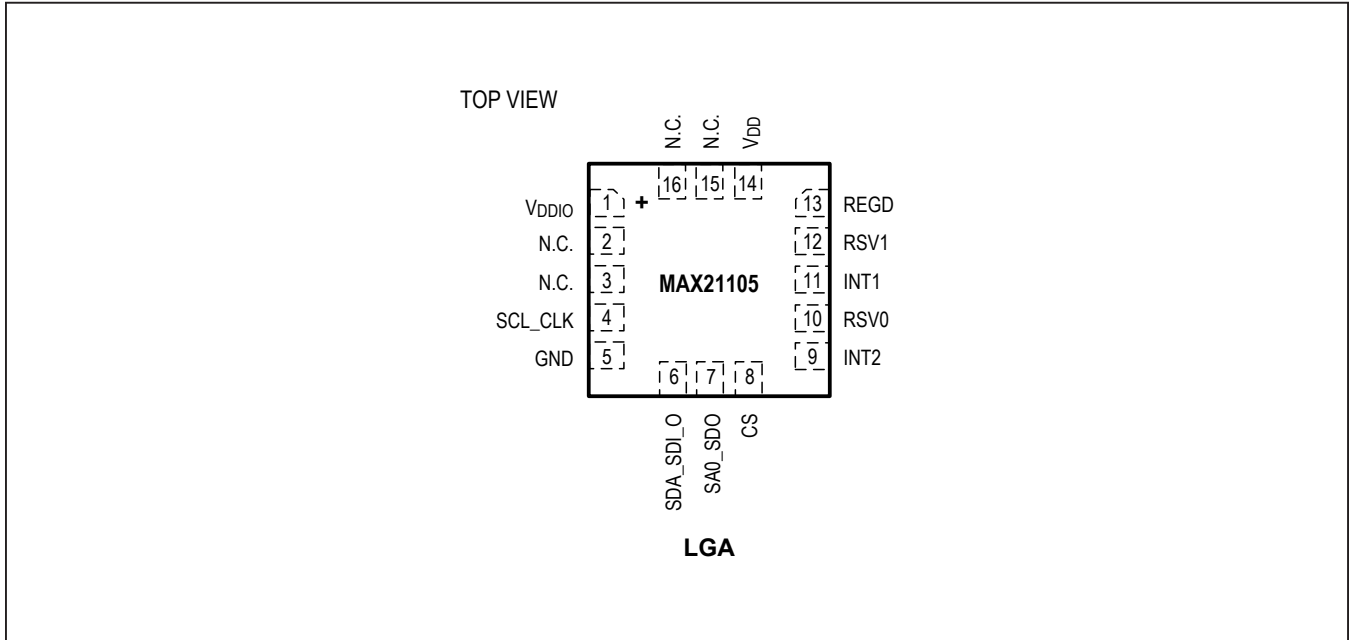 TOP VIEW
N.C.
N.C.
VDD
16
15
14
VDDIO
1
+
13
REGD
N.C.
2
12
RSV1
N.C.
3
MAX21105
11
INT1
SCL_CLK
4
10
RSV0
GND
5
9
INT2
6
7
8
SDA_SDI_O
SA0_SDO
CS
LGA